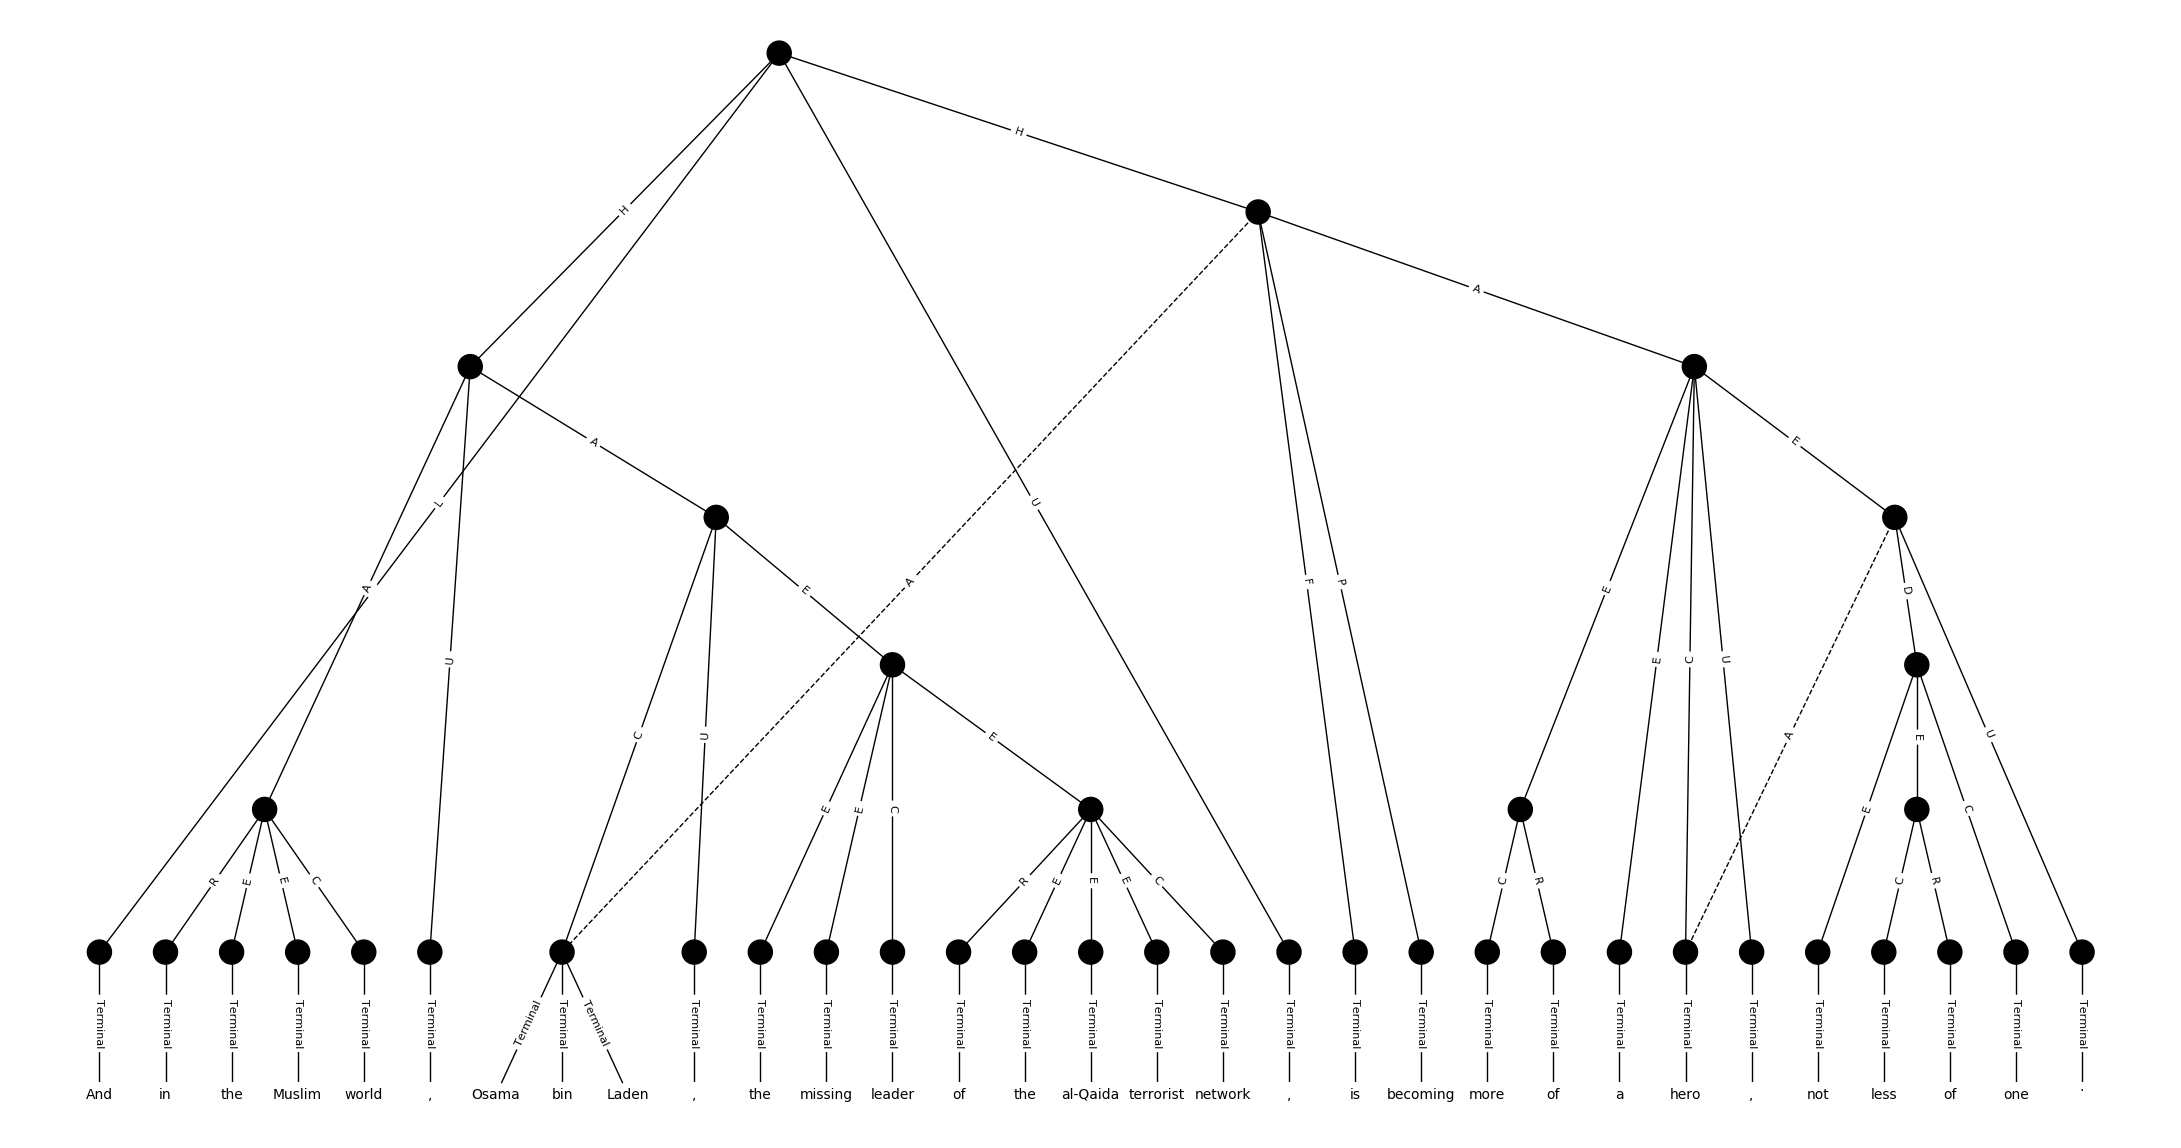 H
H
A
A
E
L
U
A
E
A
F
P
E
D
A
U
E
C
U
C
U
E
A
E
U
E
E
C
E
C
R
E
E
C
R
E
E
E
C
C
R
C
R
Terminal Terminal Terminal Terminal Terminal Terminal Terminal Terminal Terminal Terminal Terminal Terminal Terminal Terminal Terminal Terminal Terminal Terminal Terminal Terminal Terminal Terminal Terminal Terminal Terminal Terminal Terminal Terminal Terminal Terminal Terminal
And in the Muslim world , Osama bin Laden , the missing leader of the al-Qaida terrorist network , is becoming more of a hero , not less of one .